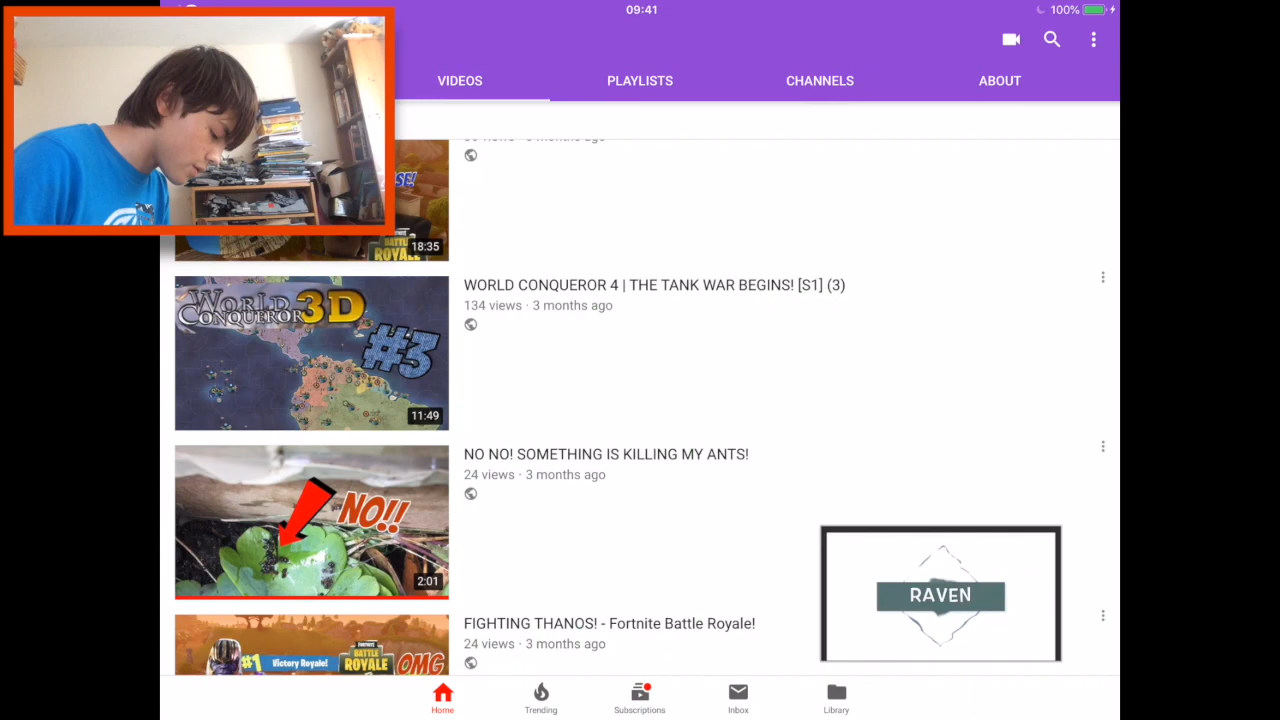 09:41
100%
VIDEOS
PLAYLISTS
CHANNELS
ABOUT
SE!
BATTLE
ROYALE
18:35
WORLD CONQUEROR 4 | THE TANK WAR BEGINS! [S1] (3)
134 views · 3 months ago
WORLD
CONQUEROR 3D
#3
11:49
NO NO! SOMETHING IS KILLING MY ANTS!
24 views · 3 months ago
NO!!
2:01
RAVEN
FIGHTING THANOS! - Fortnite Battle Royale!
24 views · 3 months ago
#1 Victory Royale!
BATTLE
ROYALE
OMG
Home
Trending
Subscriptions
Inbox
Library